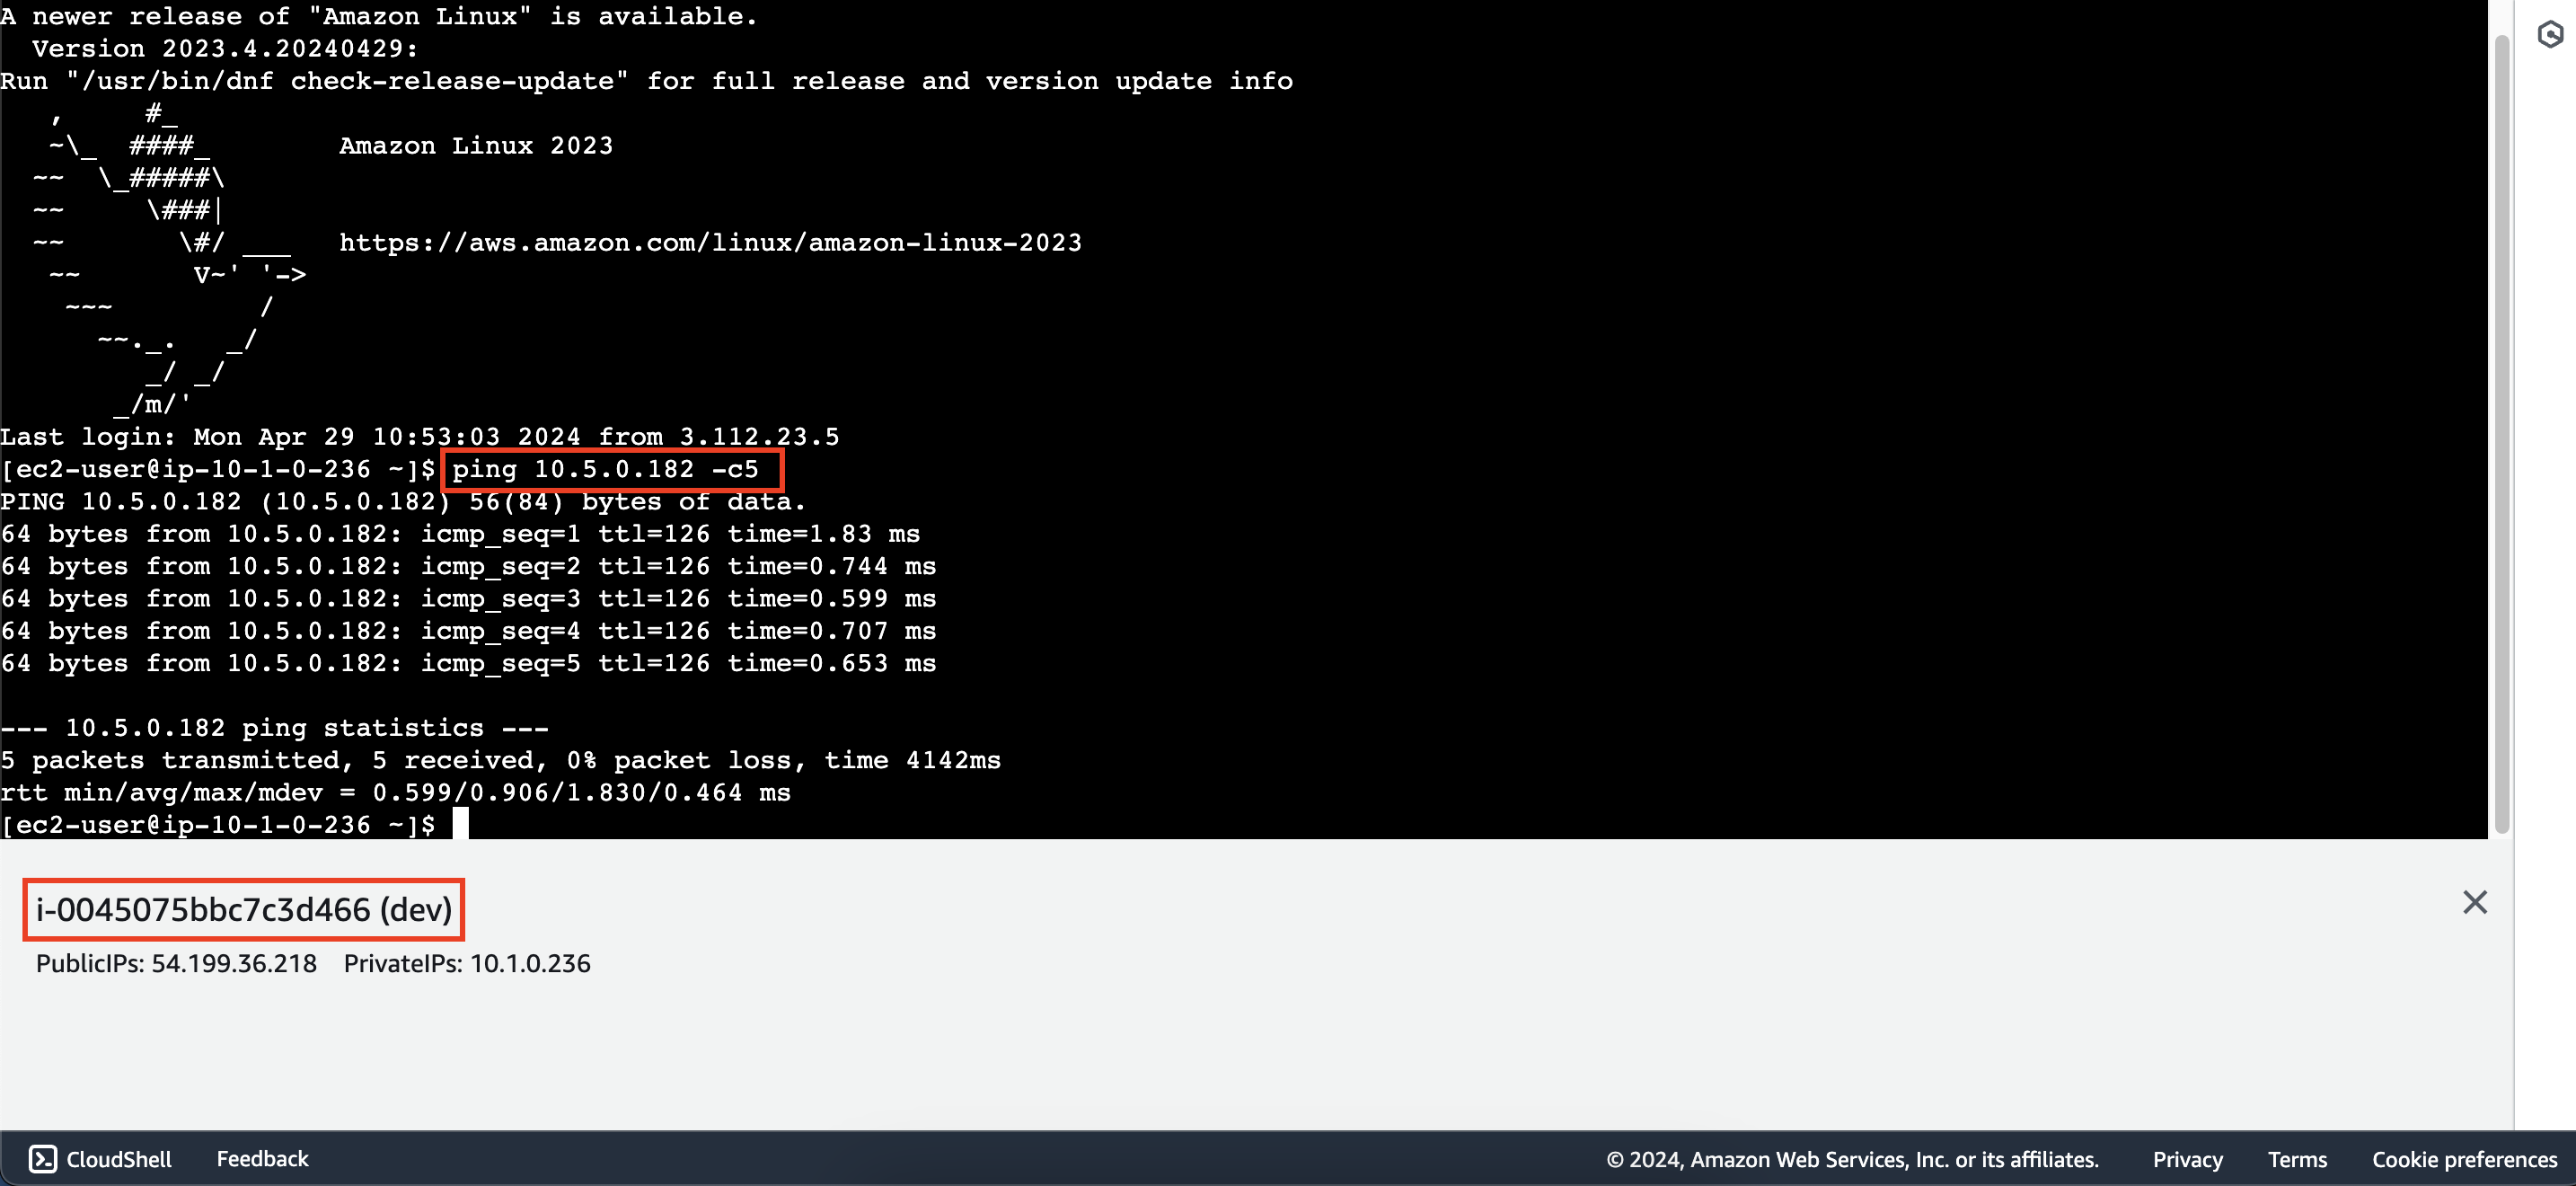 A newer release of "Amazon Linux" is available.
  Version 2023.4.20240429:
Run "/usr/bin/dnf check-release-update" for full release and version update info
   ,     #_
   ~\_  ####_        Amazon Linux 2023
  ~~  \_#####\
  ~~     \###|
  ~~       \#/ ___   https://aws.amazon.com/linux/amazon-linux-2023
   ~~       V~' '->
    ~~~         /
      ~~._.   _/
         _/ _/
       _/m/'
Last login: Mon Apr 29 10:53:03 2024 from 3.112.23.5
[ec2-user@ip-10-1-0-236 ~]$ ping 10.5.0.182 -c5
PING 10.5.0.182 (10.5.0.182) 56(84) bytes of data.
64 bytes from 10.5.0.182: icmp_seq=1 ttl=126 time=1.83 ms
64 bytes from 10.5.0.182: icmp_seq=2 ttl=126 time=0.744 ms
64 bytes from 10.5.0.182: icmp_seq=3 ttl=126 time=0.599 ms
64 bytes from 10.5.0.182: icmp_seq=4 ttl=126 time=0.707 ms
64 bytes from 10.5.0.182: icmp_seq=5 ttl=126 time=0.653 ms

--- 10.5.0.182 ping statistics ---
5 packets transmitted, 5 received, 0% packet loss, time 4142ms
rtt min/avg/max/mdev = 0.599/0.906/1.830/0.464 ms
[ec2-user@ip-10-1-0-236 ~]$
i-0045075bbc7c3d466 (dev)
PublicIPs: 54.199.36.218    PrivateIPs: 10.1.0.236
CloudShell    Feedback    © 2024, Amazon Web Services, Inc. or its affiliates.    Privacy    Terms    Cookie preferences